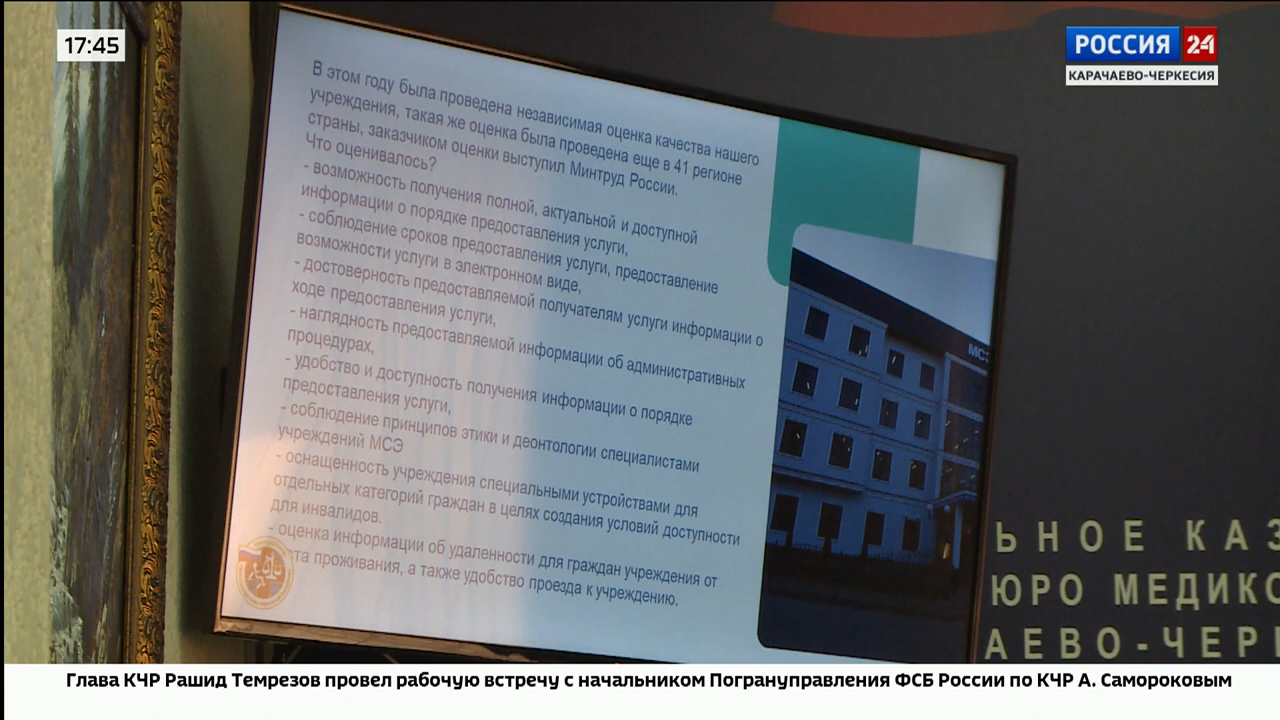 17:45
РОССИЯ 24
КАРАЧАЕВО-ЧЕРКЕСИЯ
В этом году была проведена независимая оценка качества нашего
учреждения, такая же оценка была проведена еще в 41 регионе
страны, заказчиком оценки выступил Минтруд России.
Что оценивалось?
- возможность получения полной, актуальной и доступной
информации о порядке предоставления услуги,
- соблюдение сроков предоставления услуги, предоставление
возможности услуги в электронном виде,
- достоверность предоставляемой получателям услуги информации о
ходе предоставления услуги,
- наглядность предоставляемой информации об административных
процедурах,
- удобство и доступность получения информации о порядке
предоставления услуги,
- соблюдение принципов этики и деонтологии специалистами
учреждений МСЭ
- оснащенность учреждения специальными устройствами для
отдельных категорий граждан в целях создания условий доступности
для инвалидов.
- оценка информации об удаленности для граждан учреждения от
ста проживания, а также удобство проезда к учреждению.
МСЭ
ЬНОЕ КАЗ
ЮРО МЕДИКО
АЕВО-ЧЕР
Глава КЧР Рашид Темрезов провел рабочую встречу с начальником Погрануправления ФСБ России по КЧР А. Самороковым